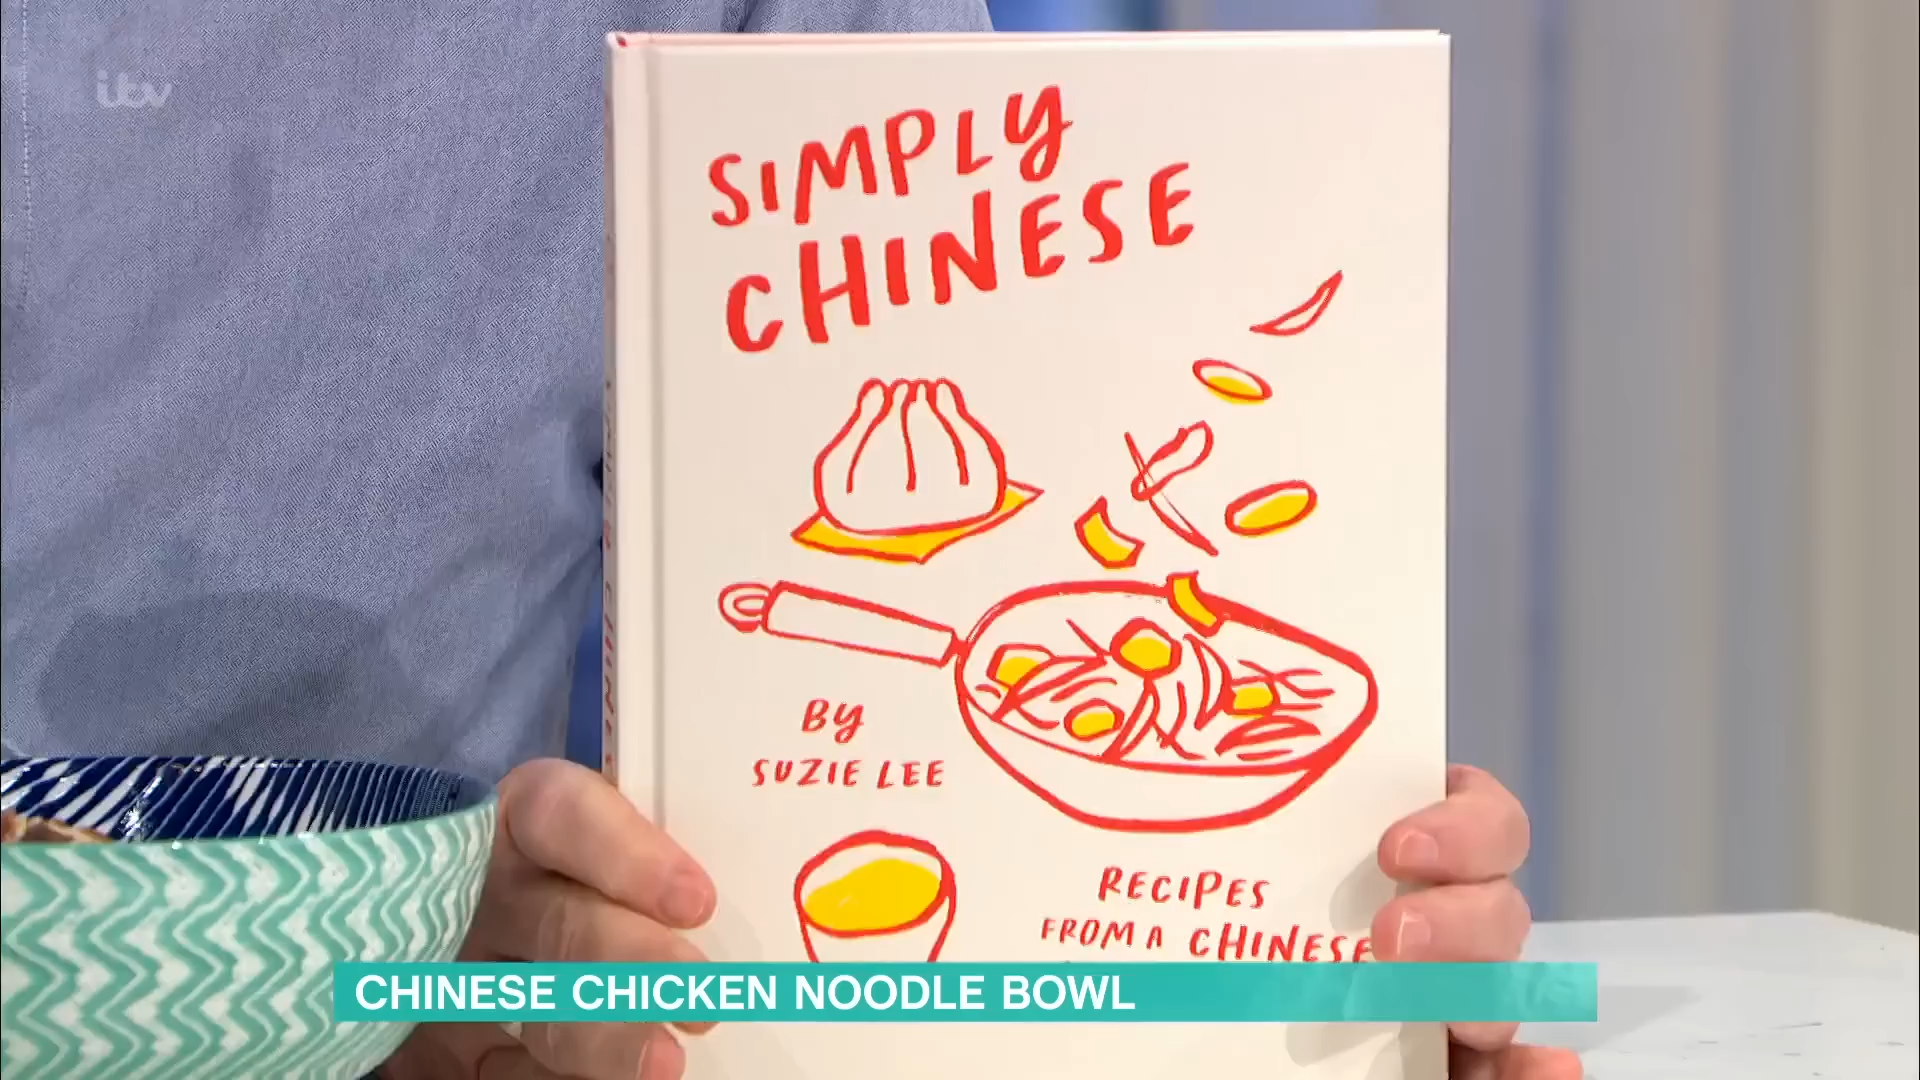 itv
SIMPLY
CHINESE
BY
SUZIE LEE
RECIPES
FROM A CHINESE
CHINESE CHICKEN NOODLE BOWL